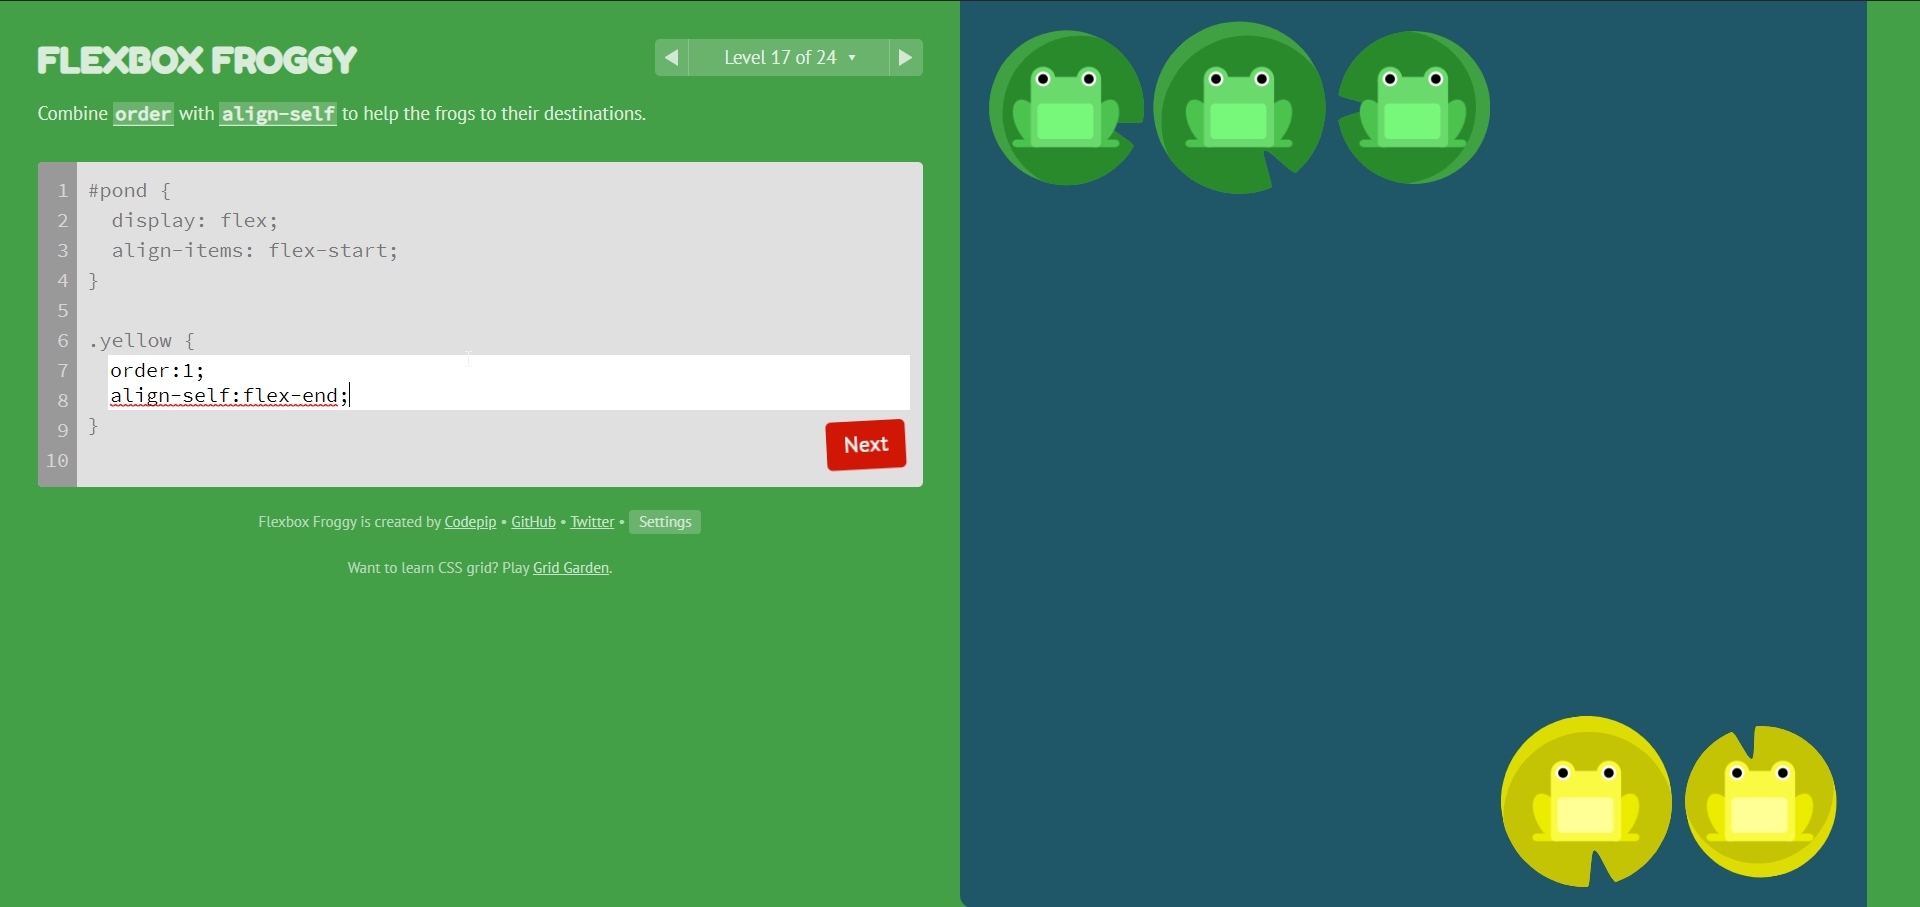 FLEXBOX FROGGY
◀ Level 17 of 24 ▾ ▶
Combine order with align-self to help the frogs to their destinations.
1 #pond {
2 display: flex;
3 align-items: flex-start;
4 }
5
6 .yellow {
7 order:1;
8 align-self:flex-end;
9 }
10
Next
Flexbox Froggy is created by Codepip • GitHub • Twitter • Settings
Want to learn CSS grid? Play Grid Garden.